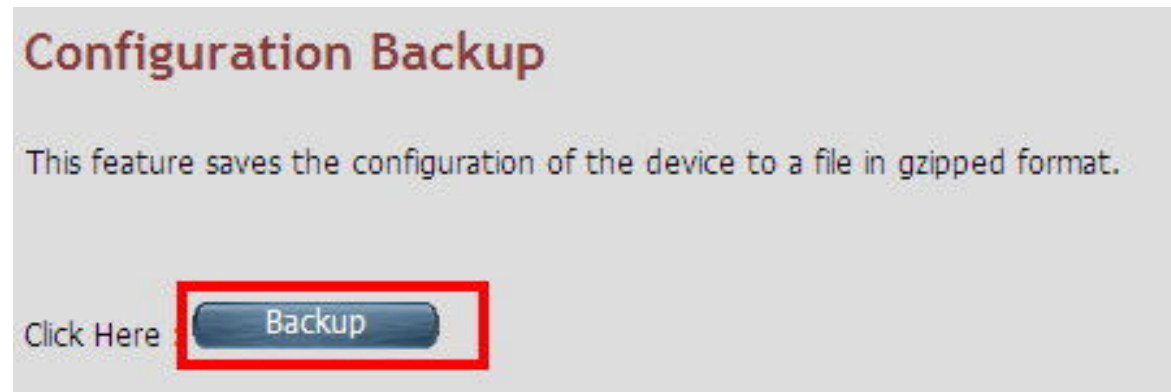 Configuration Backup
This feature saves the configuration of the device to a file in gzipped format.
Click Here : Backup